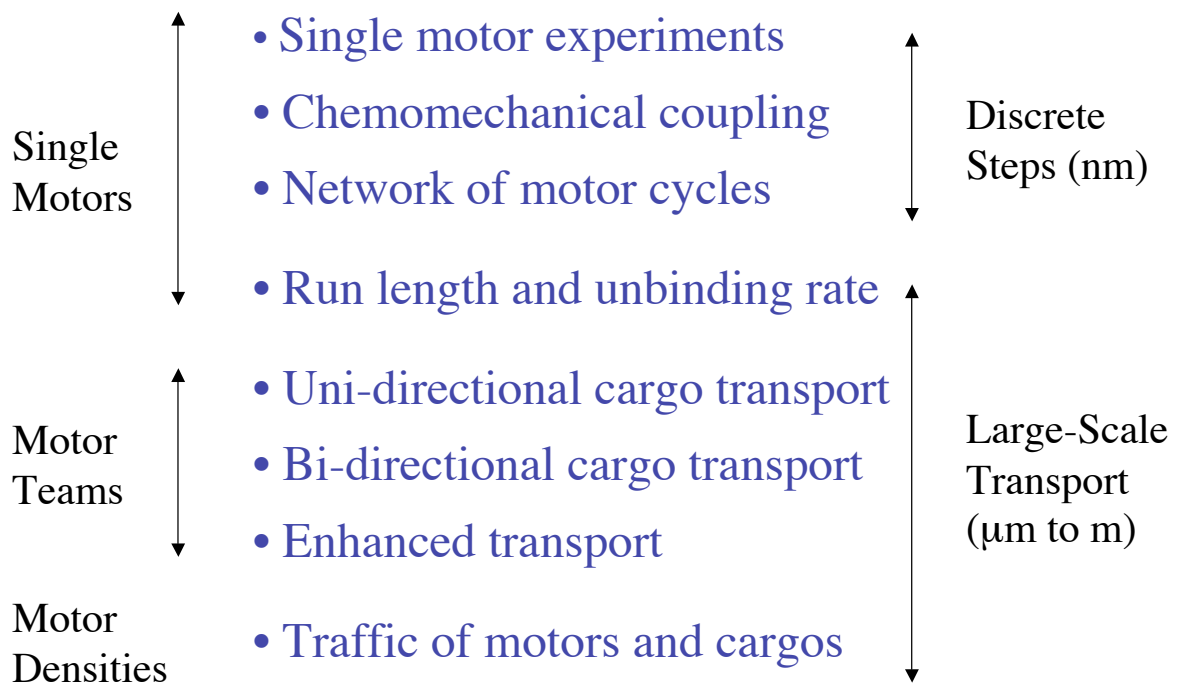 • Single motor experiments
• Chemomechanical coupling
• Network of motor cycles
• Run length and unbinding rate
• Uni-directional cargo transport
• Bi-directional cargo transport
• Enhanced transport
• Traffic of motors and cargos
Single
Motors
Motor
Teams
Motor
Densities
Discrete
Steps (nm)
Large-Scale
Transport
(μm to m)